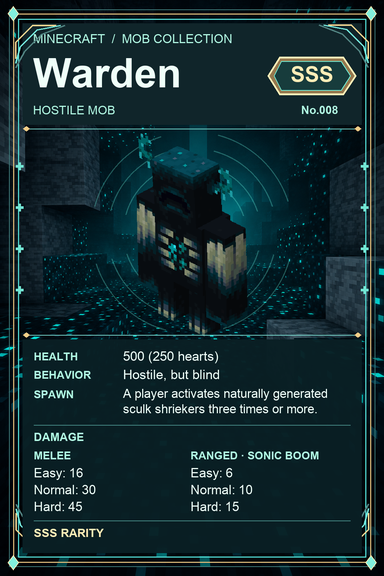 MINECRAFT / MOB COLLECTION
Warden
SSS
HOSTILE MOB
No.008
HEALTH 500 (250 hearts)
BEHAVIOR Hostile, but blind
SPAWN A player activates naturally generated
sculk shriekers three times or more.
DAMAGE
MELEE
Easy: 16
Normal: 30
Hard: 45
RANGED · SONIC BOOM
Easy: 6
Normal: 10
Hard: 15
SSS RARITY